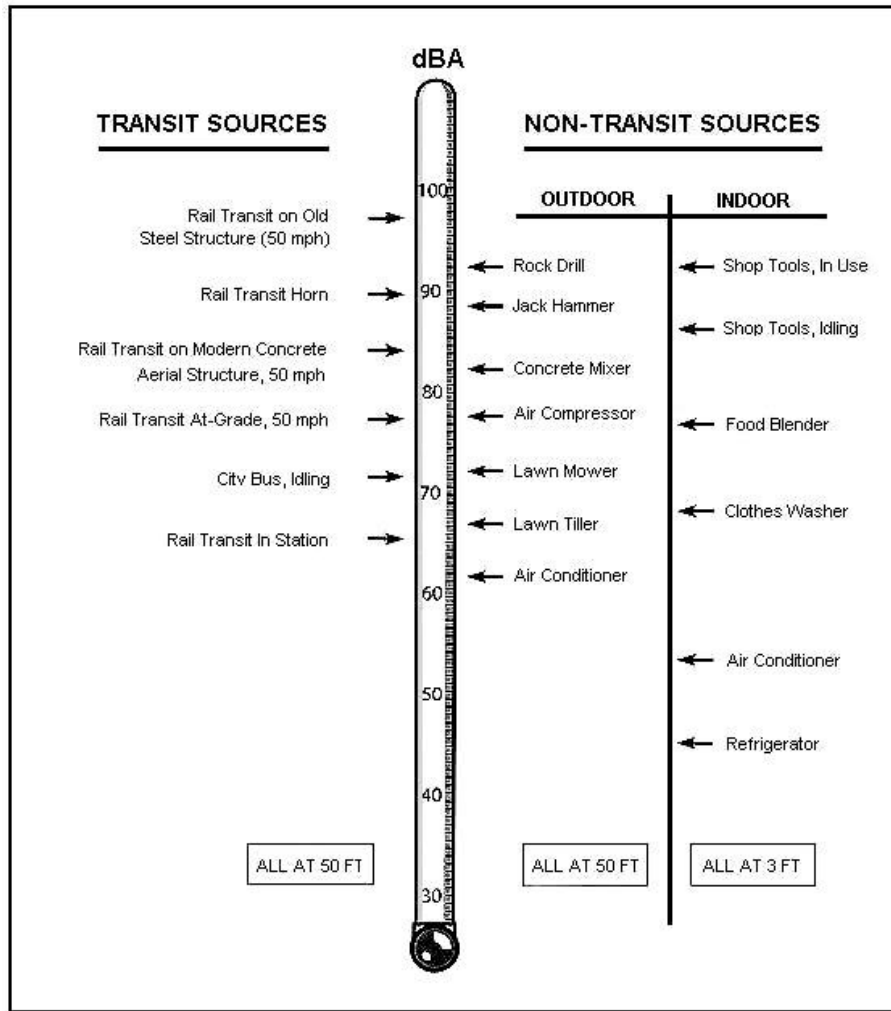 dBA
TRANSIT SOURCES
NON-TRANSIT SOURCES
OUTDOOR
INDOOR
100
90
80
70
60
50
40
30
Rail Transit on Old
Steel Structure (50 mph)
Rail Transit Horn
Rail Transit on Modern Concrete
Aerial Structure, 50 mph
Rail Transit At-Grade, 50 mph
City Bus, Idling
Rail Transit In Station
ALL AT 50 FT
Rock Drill
Jack Hammer
Concrete Mixer
Air Compressor
Lawn Mower
Lawn Tiller
Air Conditioner
ALL AT 50 FT
Shop Tools, In Use
Shop Tools, Idling
Food Blender
Clothes Washer
Air Conditioner
Refrigerator
ALL AT 3 FT